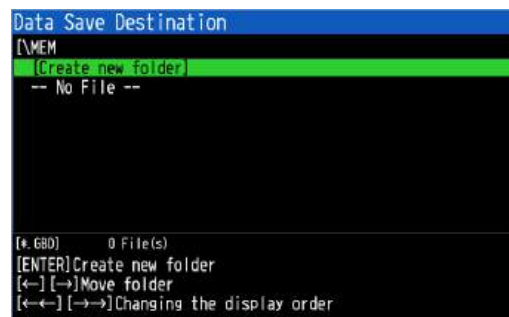 Data Save Destination
[\MEM
[Create new folder]
-- No File --
[*.GBD] 0 File(s)
[ENTER]Create new folder
[←][→]Move folder
[←←][→→]Changing the display order